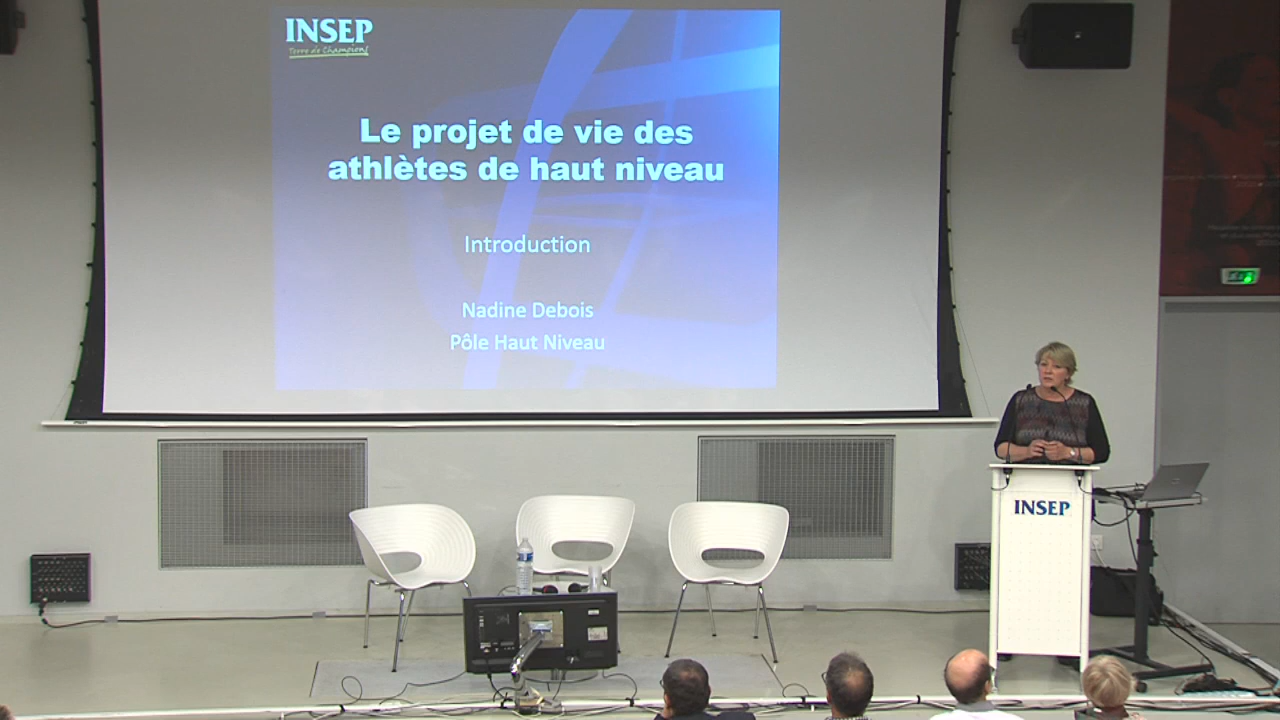 INSEP
Terre de Champions
Le projet de vie des
athlètes de haut niveau
Introduction
Nadine Debois
Pôle Haut Niveau
INSEP